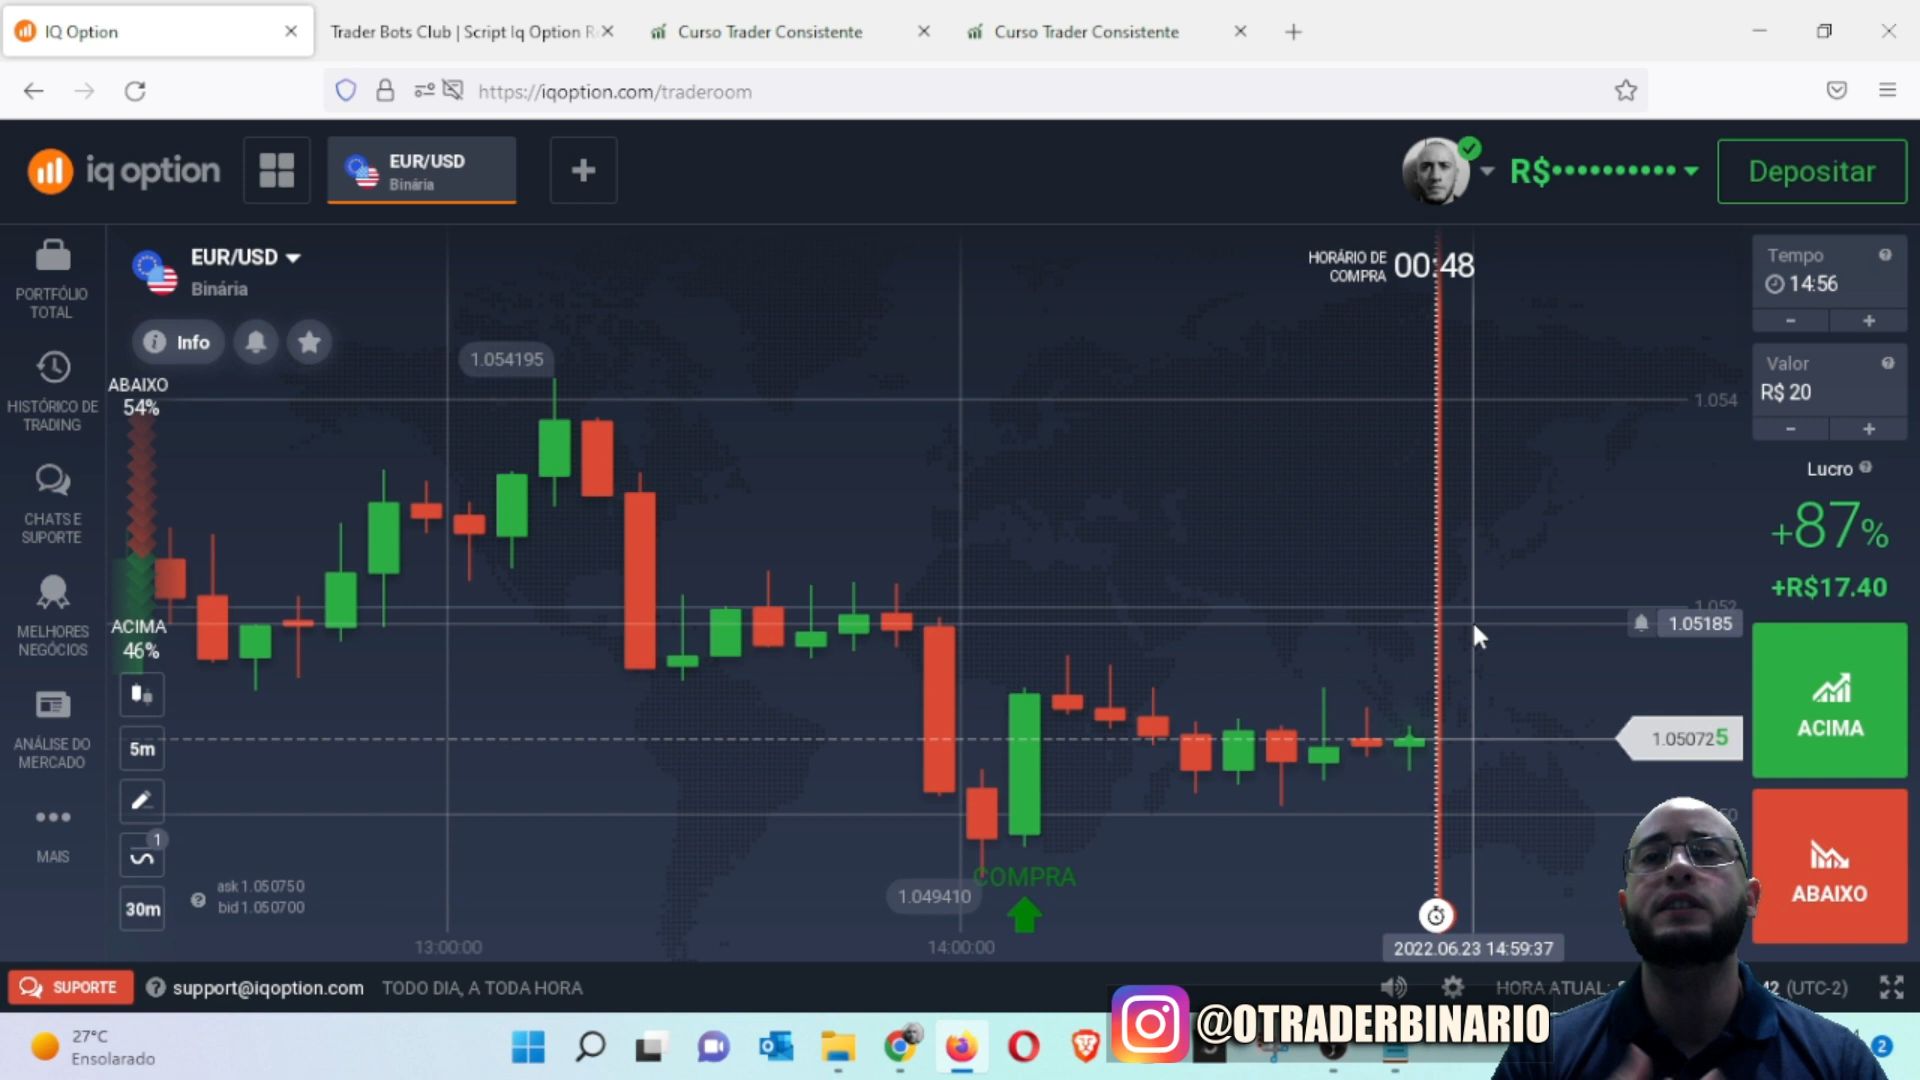 IQ Option
Trader Bots Club | Script Iq Option R
Curso Trader Consistente
Curso Trader Consistente
https://iqoption.com/traderoom
iq option
EUR/USD
Binária
R$
Depositar
PORTFÓLIO
TOTAL
HISTÓRICO DE
TRADING
CHATS E
SUPORTE
MELHORES
NEGÓCIOS
ANÁLISE DO
MERCADO
MAIS
EUR/USD
Binária
Info
ABAIXO
54%
ACIMA
46%
5m
1
30m
ask 1.050750
bid 1.050700
1.054195
1.049410
COMPRA
13:00:00
14:00:00
HORÁRIO DE
COMPRA
00:48
1.054
1.052
1.05185
1.050725
2022.06.23 14:59:37
Tempo
14:56
- +
Valor
R$ 20
- +
Lucro
+87%
+R$17.40
ACIMA
ABAIXO
SUPORTE
support@iqoption.com
TODO DIA, A TODA HORA
HORA ATUAL:
42 (UTC-2)
27°C
Ensolarado
@OTRADERBINARIO
2